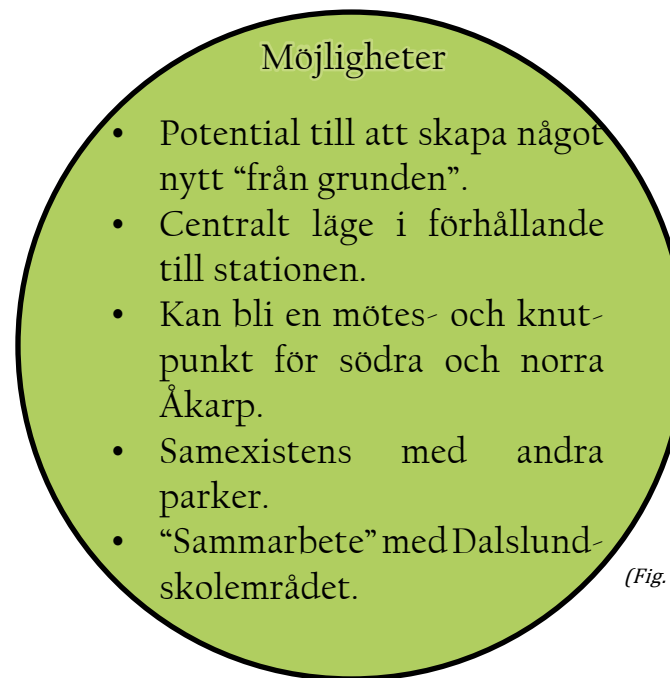 Möjligheter
• Potential till att skapa något
nytt “från grunden”.
• Centralt läge i förhållande
till stationen.
• Kan bli en mötes- och knut-
punkt för södra och norra
Åkarp.
• Samexistens med andra
parker.
• “Sammarbete” med Dalslund-
skolemrådet.
(Fig.